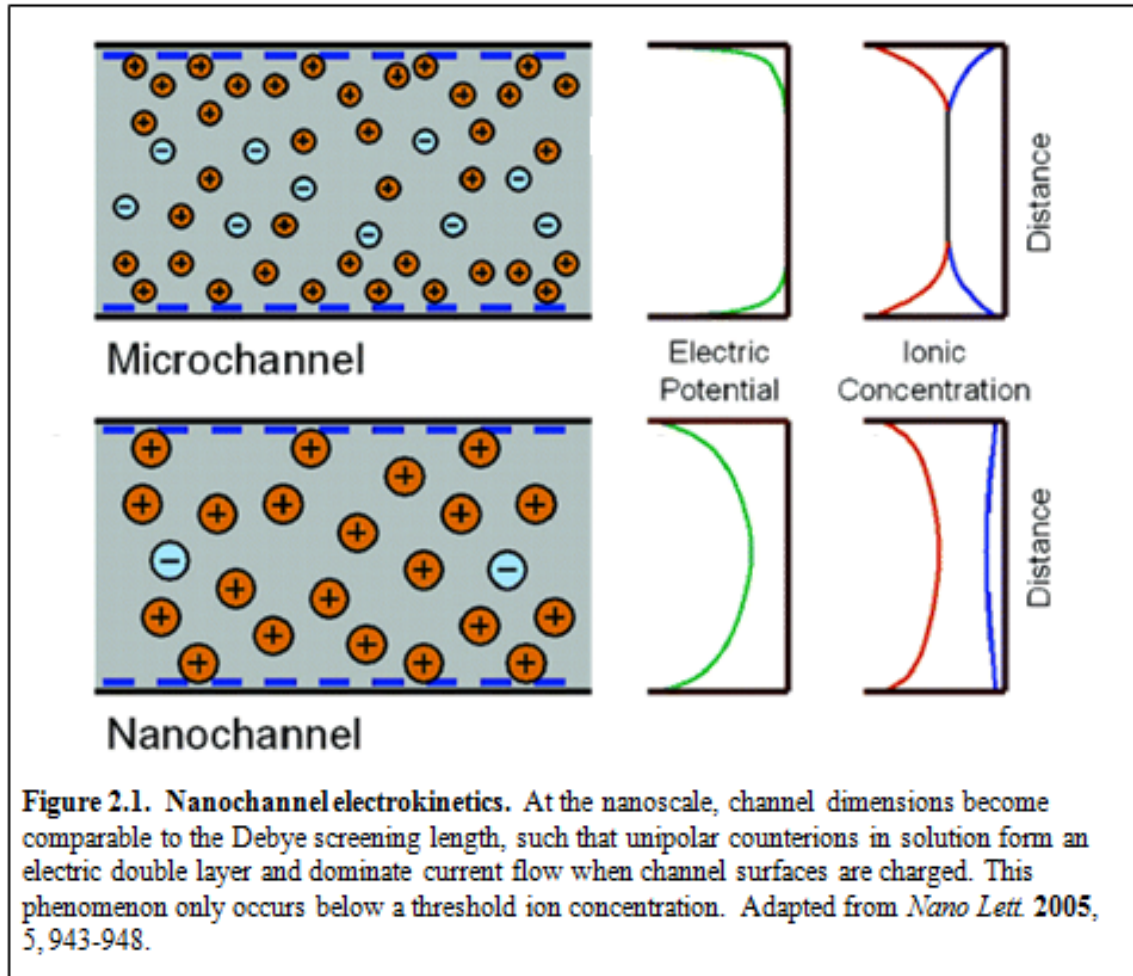 Microchannel
Electric
Potential
Ionic
Concentration
Distance
Nanochannel
Distance
Figure 2.1. Nanochannel electrokinetics. At the nanoscale, channel dimensions become
comparable to the Debye screening length, such that unipolar counterions in solution form an
electric double layer and dominate current flow when channel surfaces are charged. This
phenomenon only occurs below a threshold ion concentration. Adapted from Nano Lett. 2005,
5, 943-948.